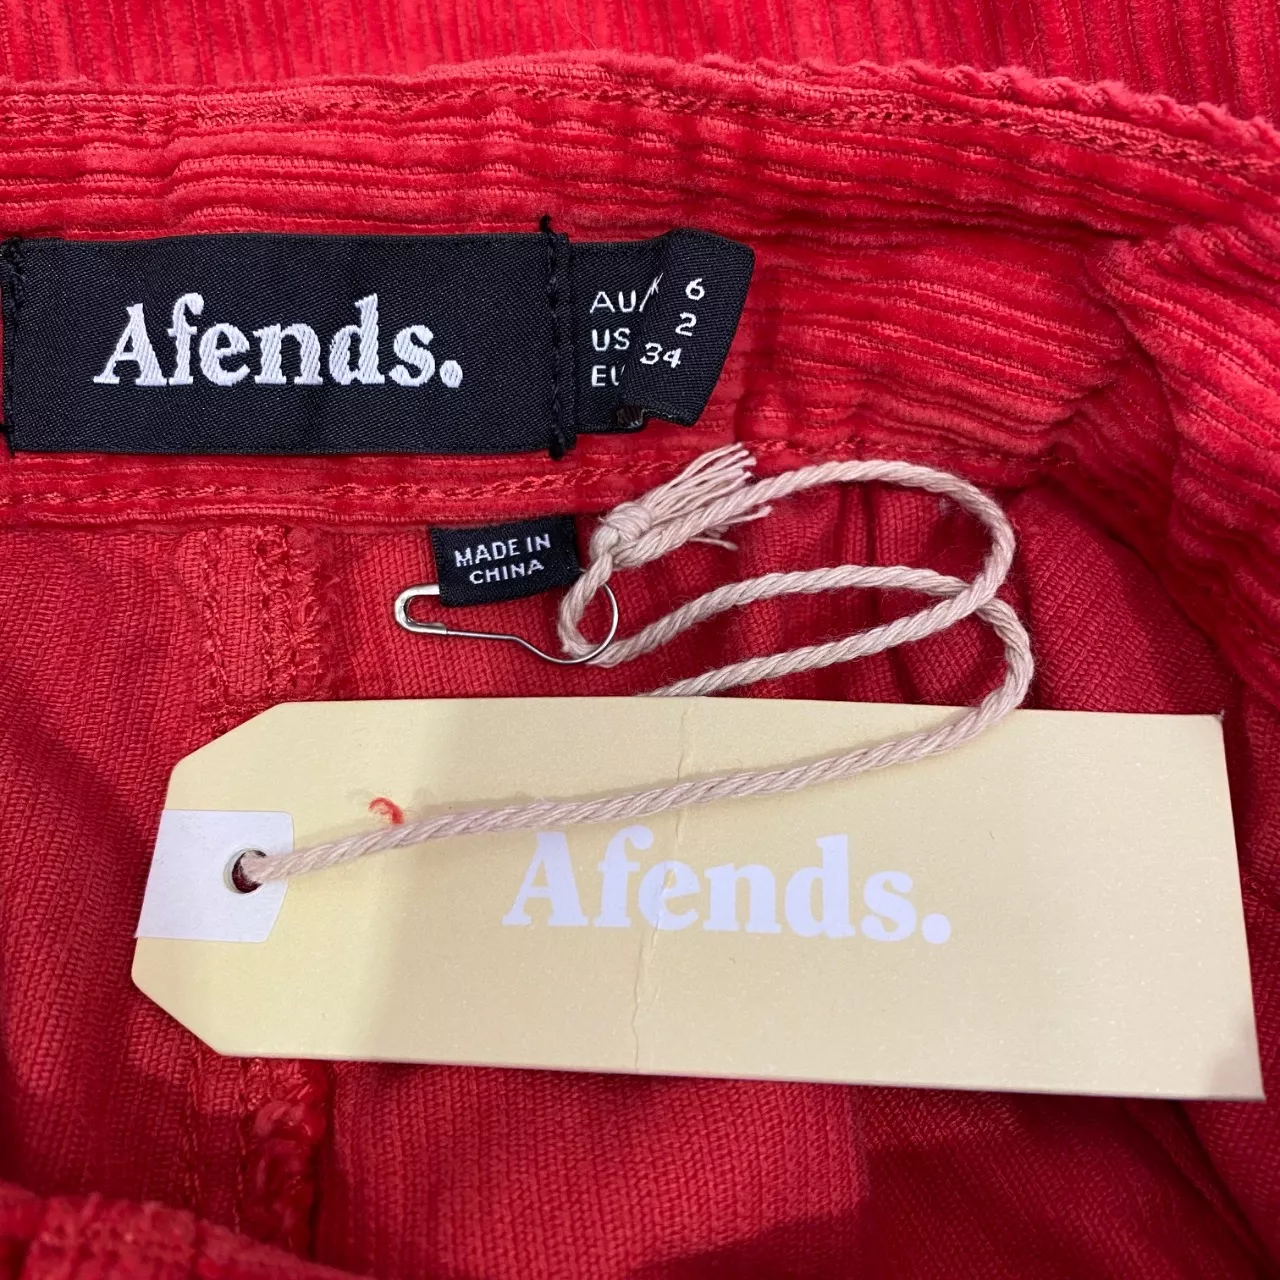 Afends.
AU/ 6
US 2
EU 34
MADE IN
CHINA
Afends.